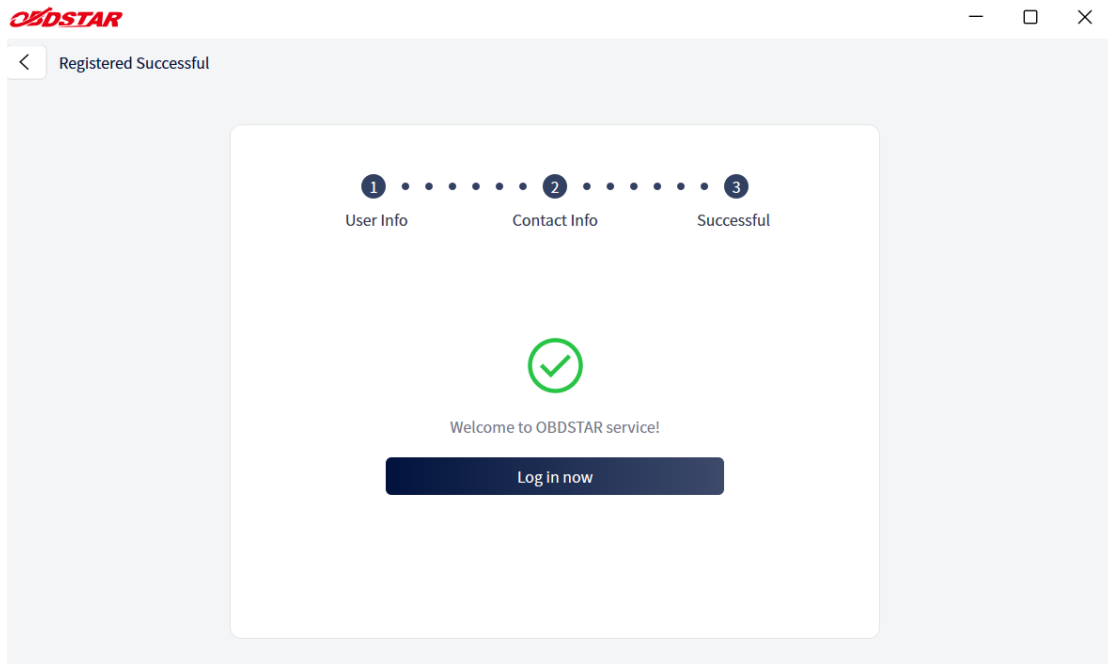 OBDSTAR
Registered Successful
1 2 3
User Info Contact Info Successful
Welcome to OBDSTAR service!
Log in now